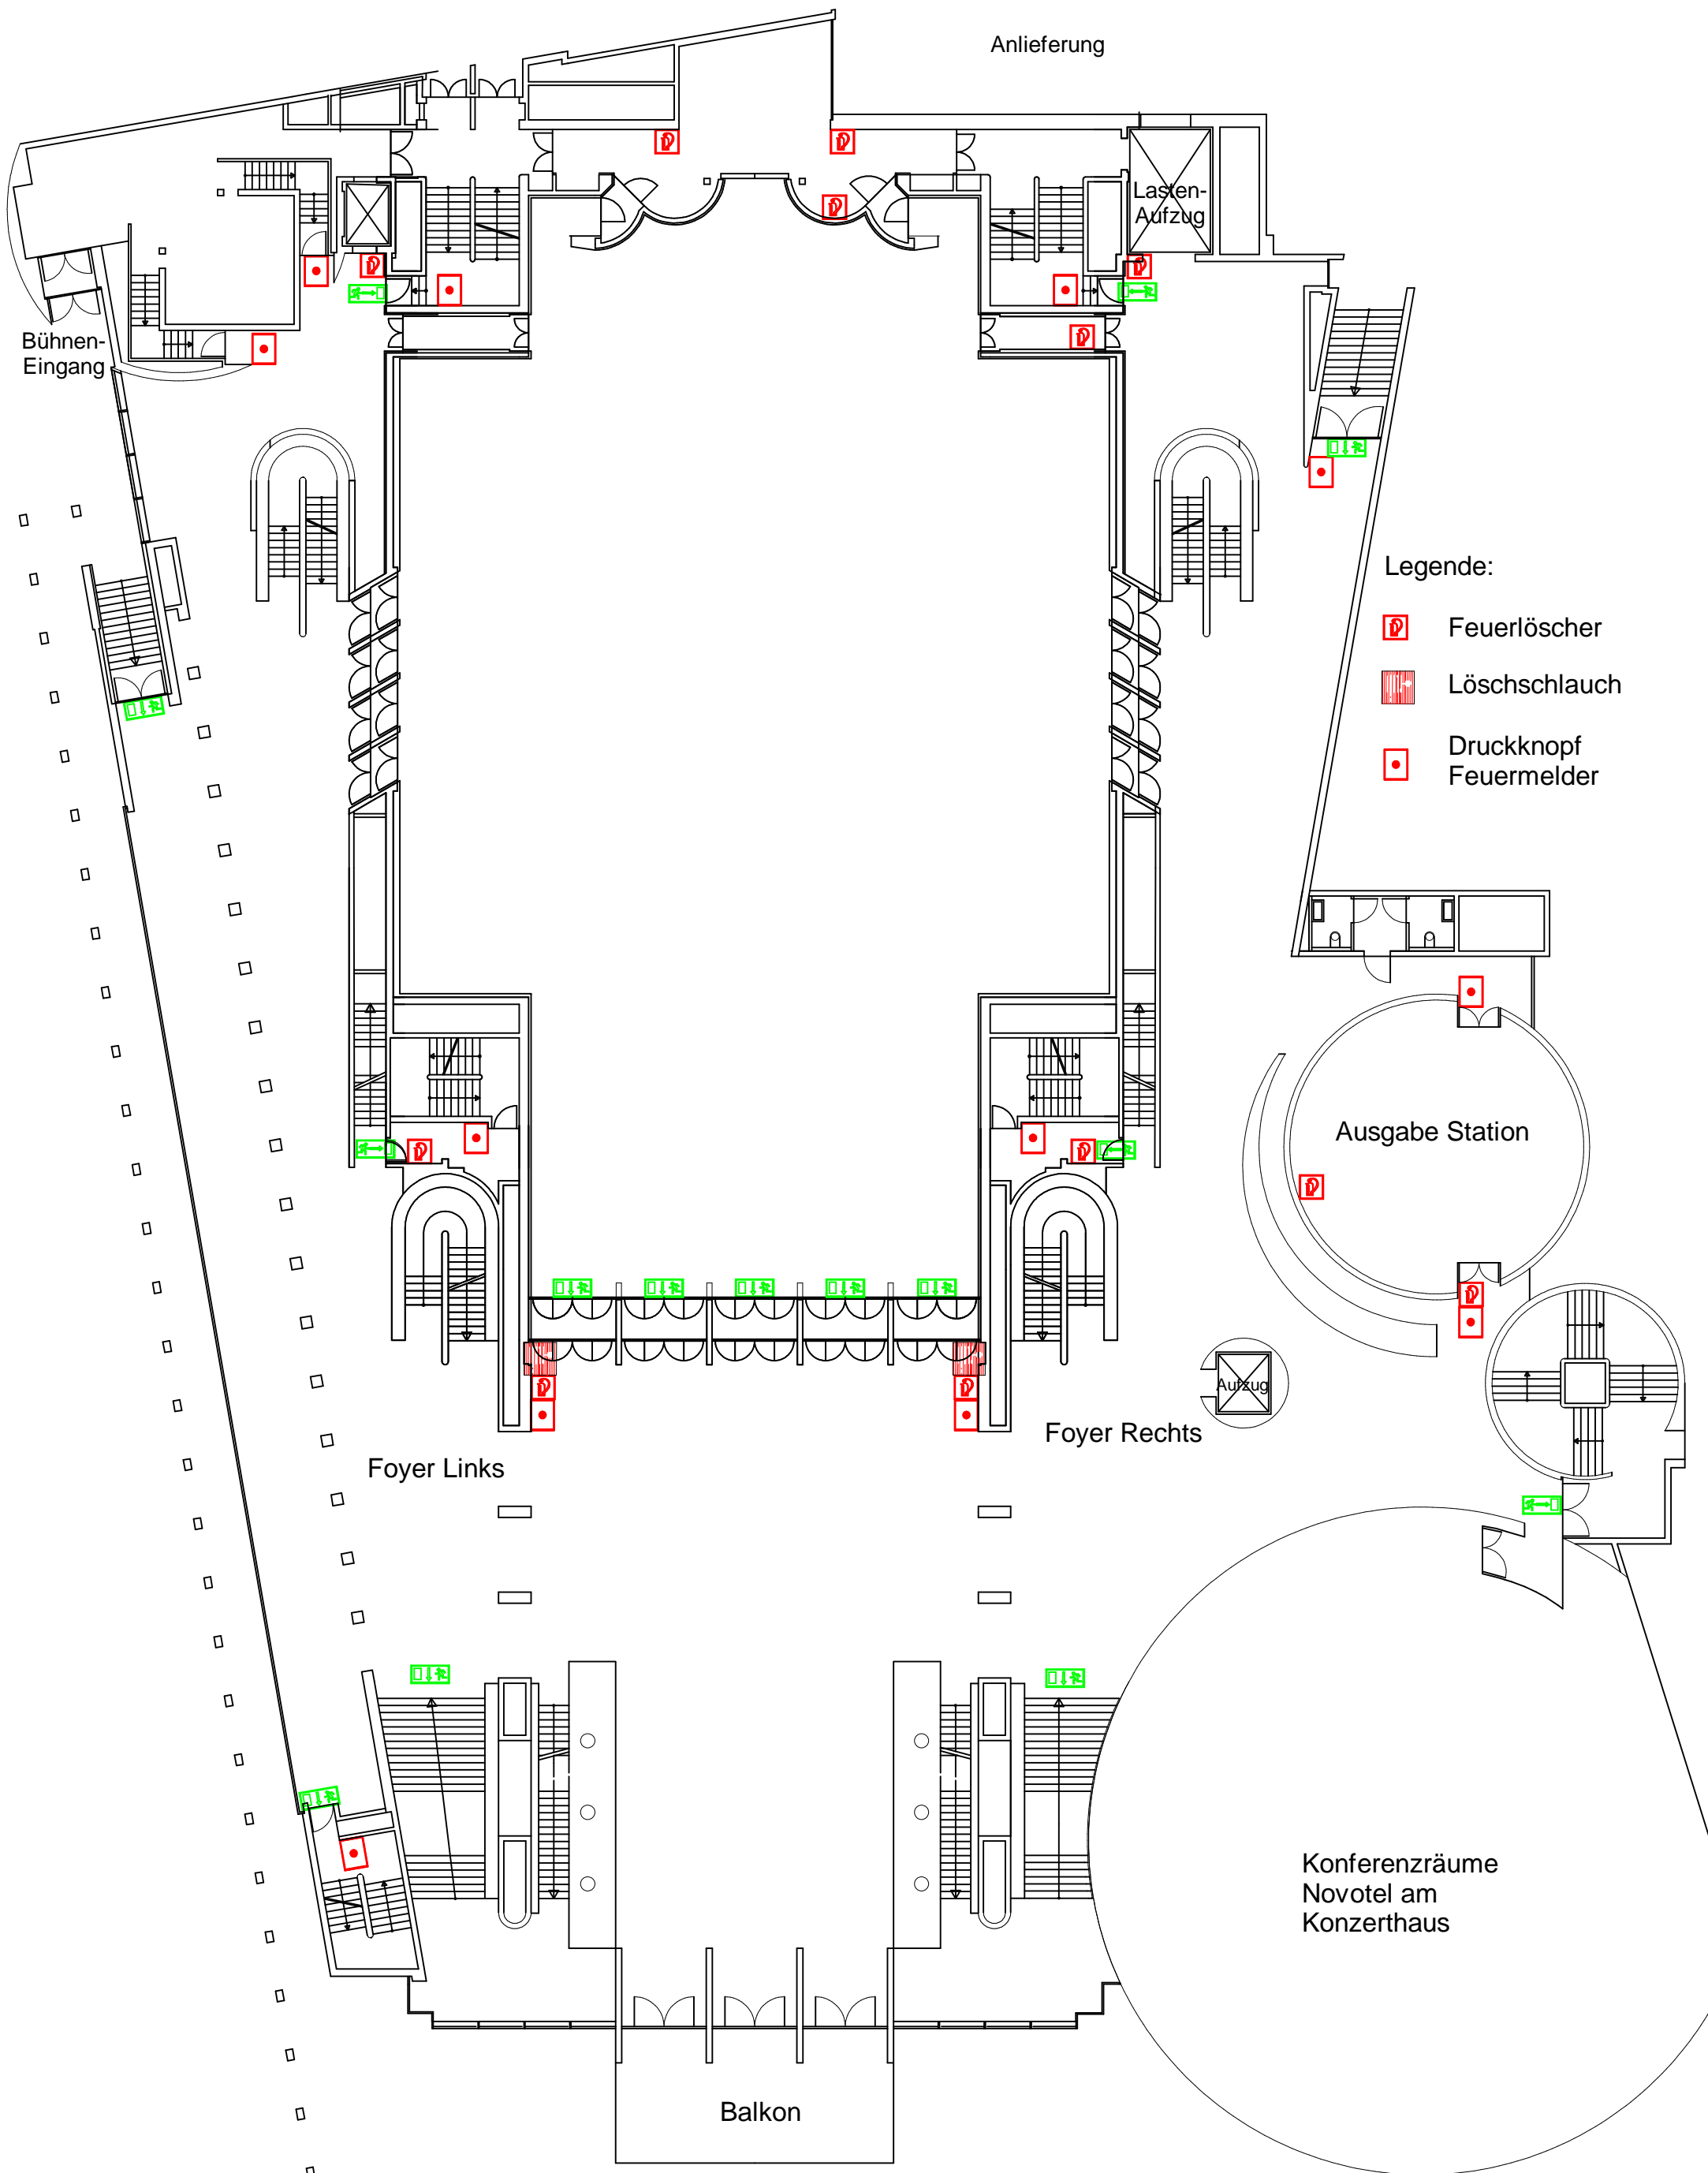 Anlieferung
Lasten-
Aufzug
Bühnen-
Eingang
Legende:
Feuerlöscher
Löschschlauch
Druckknopf
Feuermelder
Ausgabe Station
Aufzug
Foyer Rechts
Foyer Links
Konferenzräume
Novotel am
Konzerthaus
Balkon